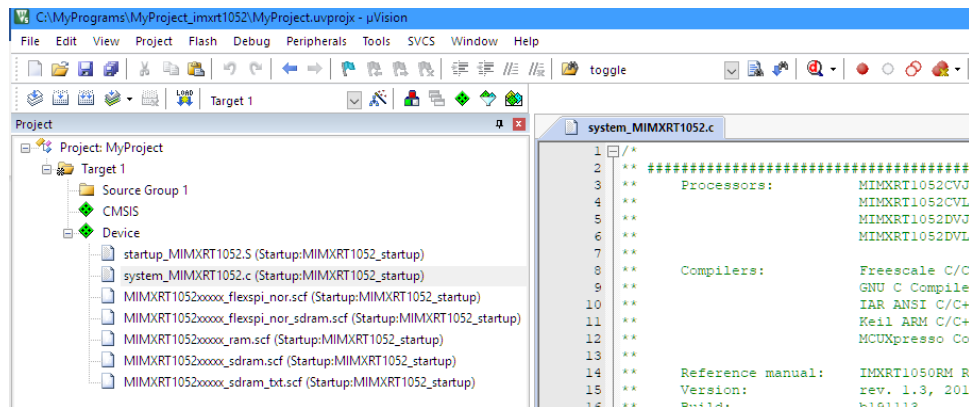 C:\MyPrograms\MyProject_imxrt1052\MyProject.uvprojx - µVision
File Edit View Project Flash Debug Peripherals Tools SVCS Window Help
toggle
LOAD Target 1
Project
system_MIMXRT1052.c
Project: MyProject
Target 1
Source Group 1
CMSIS
Device
startup_MIMXRT1052.S (Startup:MIMXRT1052_startup)
system_MIMXRT1052.c (Startup:MIMXRT1052_startup)
MIMXRT1052xxxxx_flexspi_nor.scf (Startup:MIMXRT1052_startup)
MIMXRT1052xxxxx_flexspi_nor_sdram.scf (Startup:MIMXRT1052_startup)
MIMXRT1052xxxxx_ram.scf (Startup:MIMXRT1052_startup)
MIMXRT1052xxxxx_sdram.scf (Startup:MIMXRT1052_startup)
MIMXRT1052xxxxx_sdram_txt.scf (Startup:MIMXRT1052_startup)
1 /*
2 ** ######################################
3 ** Processors: MIMXRT1052CVJ
4 ** MIMXRT1052CVL
5 ** MIMXRT1052DVJ
6 ** MIMXRT1052DVL
7 **
8 ** Compilers: Freescale C/C
9 ** GNU C Compile
10 ** IAR ANSI C/C+
11 ** Keil ARM C/C+
12 ** MCUXpresso Co
13 **
14 ** Reference manual: IMXRT1050RM R
15 ** Version: rev. 1.3, 201
16 ** Build: b191113